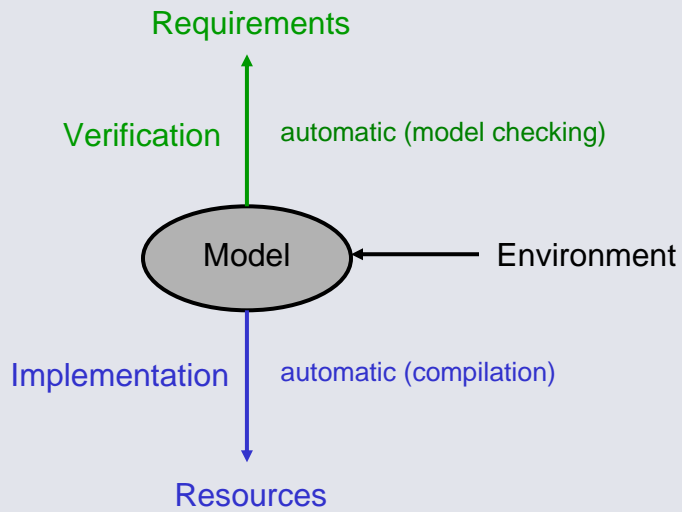 Requirements
Verification
automatic (model checking)
Model
Environment
Implementation
automatic (compilation)
Resources